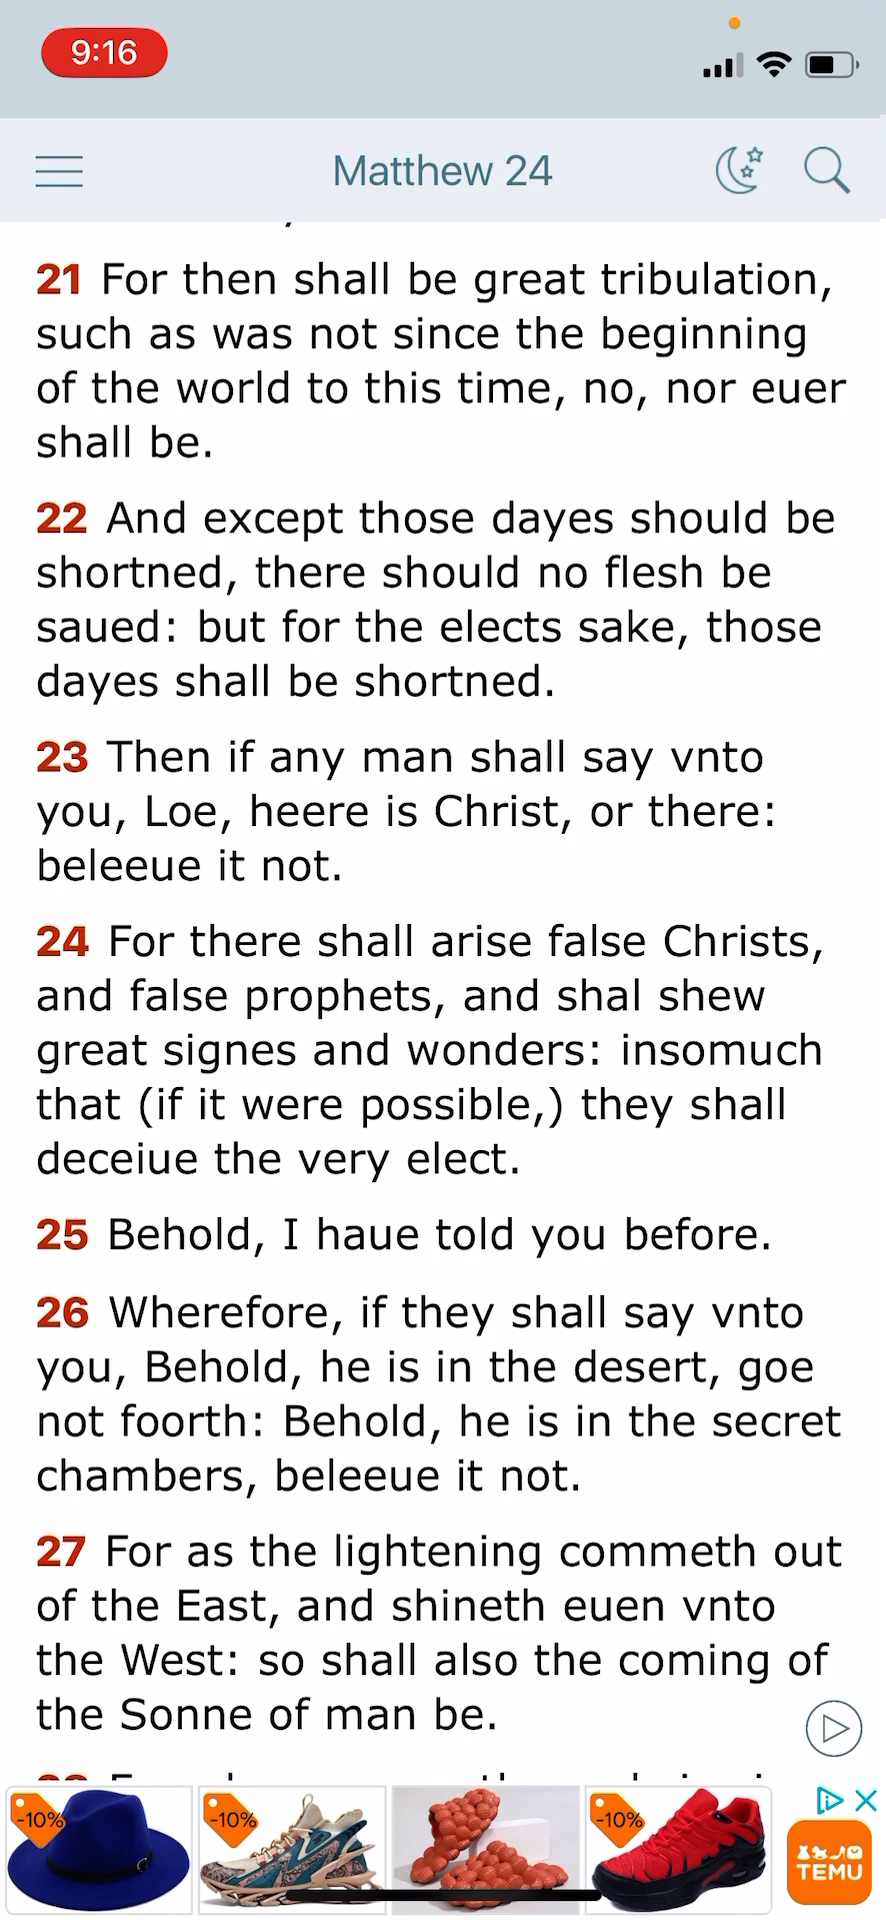 9:16
Matthew 24
21 For then shall be great tribulation,
such as was not since the beginning
of the world to this time, no, nor euer
shall be.
22 And except those dayes should be
shortned, there should no flesh be
saued: but for the elects sake, those
dayes shall be shortned.
23 Then if any man shall say vnto
you, Loe, heere is Christ, or there:
beleeue it not.
24 For there shall arise false Christs,
and false prophets, and shal shew
great signes and wonders: insomuch
that (if it were possible,) they shall
deceiue the very elect.
25 Behold, I haue told you before.
26 Wherefore, if they shall say vnto
you, Behold, he is in the desert, goe
not foorth: Behold, he is in the secret
chambers, beleeue it not.
27 For as the lightening commeth out
of the East, and shineth euen vnto
the West: so shall also the coming of
the Sonne of man be.
-10%
-10%
-10%
TEMU